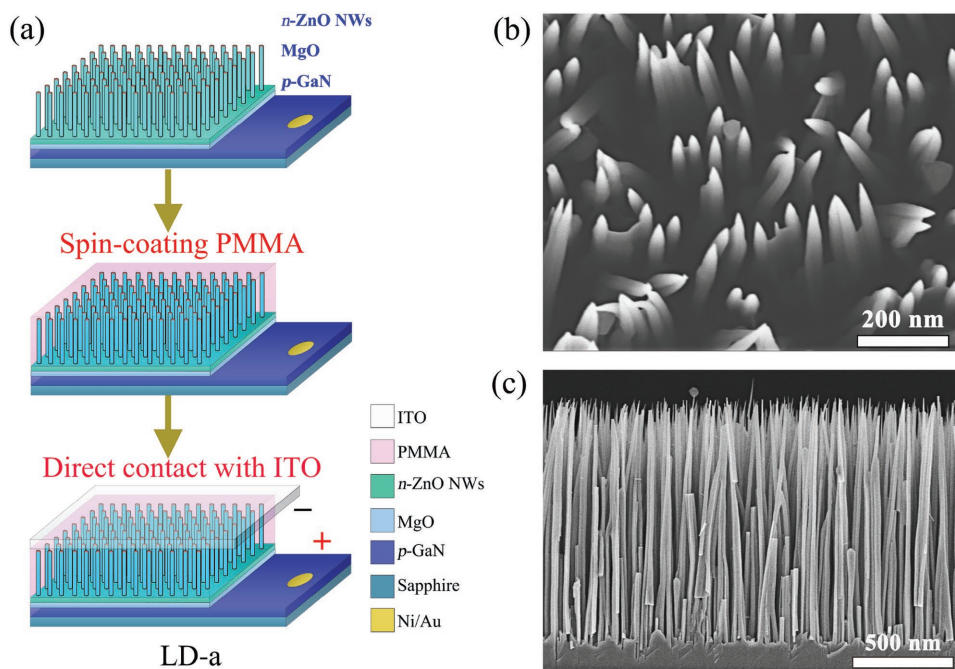 (a)
n-ZnO NWs
MgO
p-GaN
Spin-coating PMMA
Direct contact with ITO
−
+
LD-a
ITO
PMMA
n-ZnO NWs
MgO
p-GaN
Sapphire
Ni/Au
(b)
200 nm
(c)
500 nm